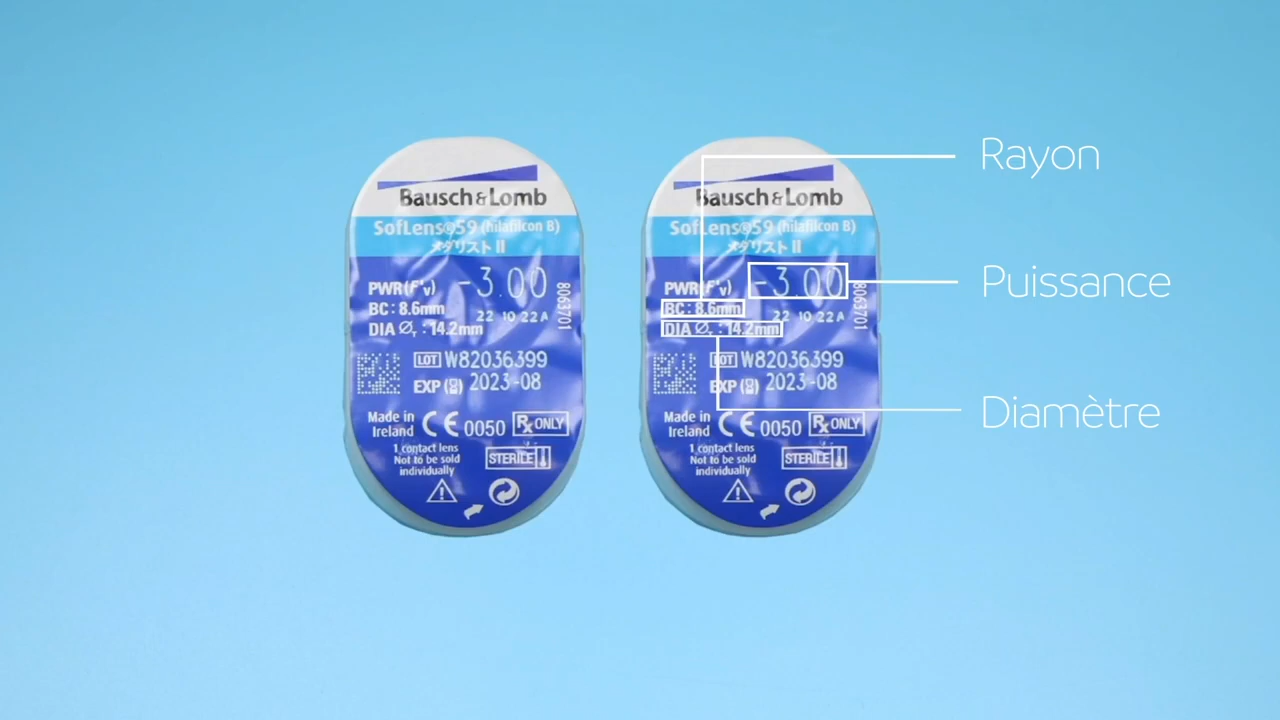 Bausch & Lomb
SofLens®59 (hilafilcon B)
メダリスト II
PWR(F'v) -3.00
BC : 8.6mm
22 10 22 A
DIA Ø T : 14.2mm
8063701
LOT W82036399
EXP 2023-08
Made in
Ireland
CE 0050
Rx ONLY
1 contact lens
Not to be sold
individually
STERILE
Bausch & Lomb
SofLens®59 (hilafilcon B)
メダリスト II
PWR(F'v) -3.00
BC : 8.6mm
22 10 22 A
DIA Ø T : 14.2mm
8063701
LOT W82036399
EXP 2023-08
Made in
Ireland
CE 0050
Rx ONLY
1 contact lens
Not to be sold
individually
STERILE
Rayon
Puissance
Diamètre